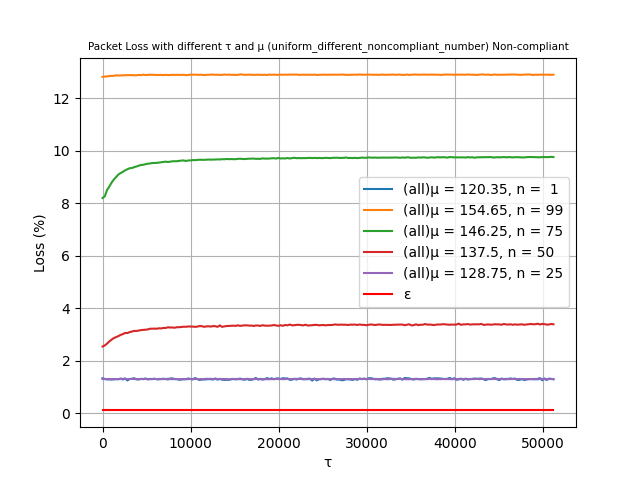 Packet Loss with different τ and μ (uniform_different_noncompliant_number) Non-compliant
Loss (%)
12
10
8
6
4
2
0
(all)μ = 120.35, n =  1
(all)μ = 154.65, n = 99
(all)μ = 146.25, n = 75
(all)μ = 137.5, n = 50
(all)μ = 128.75, n = 25
ε
0 10000 20000 30000 40000 50000
τ